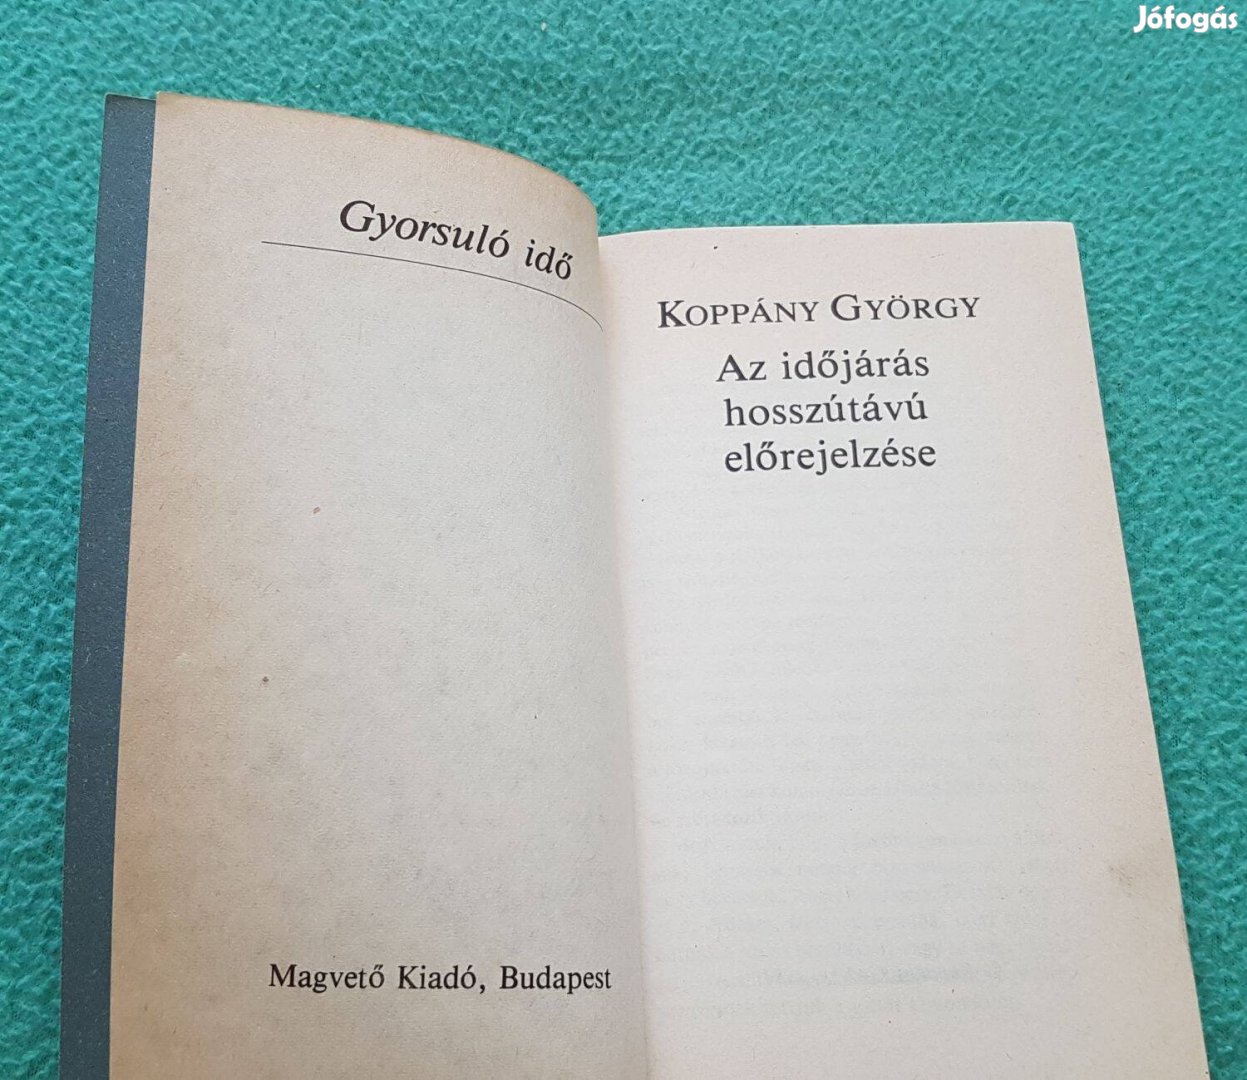 Jófogás
Gyorsuló idő
Magvető Kiadó, Budapest
KOPPÁNY GYÖRGY
Az időjárás
hosszútávú
előrejelzése